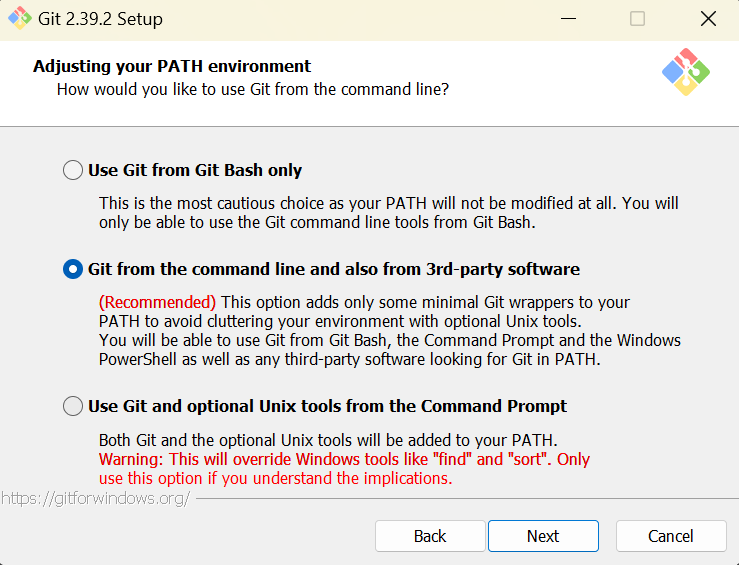 Git 2.39.2 Setup
Adjusting your PATH environment
How would you like to use Git from the command line?
Use Git from Git Bash only
This is the most cautious choice as your PATH will not be modified at all. You will
only be able to use the Git command line tools from Git Bash.
Git from the command line and also from 3rd-party software
(Recommended) This option adds only some minimal Git wrappers to your
PATH to avoid cluttering your environment with optional Unix tools.
You will be able to use Git from Git Bash, the Command Prompt and the Windows
PowerShell as well as any third-party software looking for Git in PATH.
Use Git and optional Unix tools from the Command Prompt
Both Git and the optional Unix tools will be added to your PATH.
Warning: This will override Windows tools like "find" and "sort". Only
use this option if you understand the implications.
https://gitforwindows.org/
Back
Next
Cancel